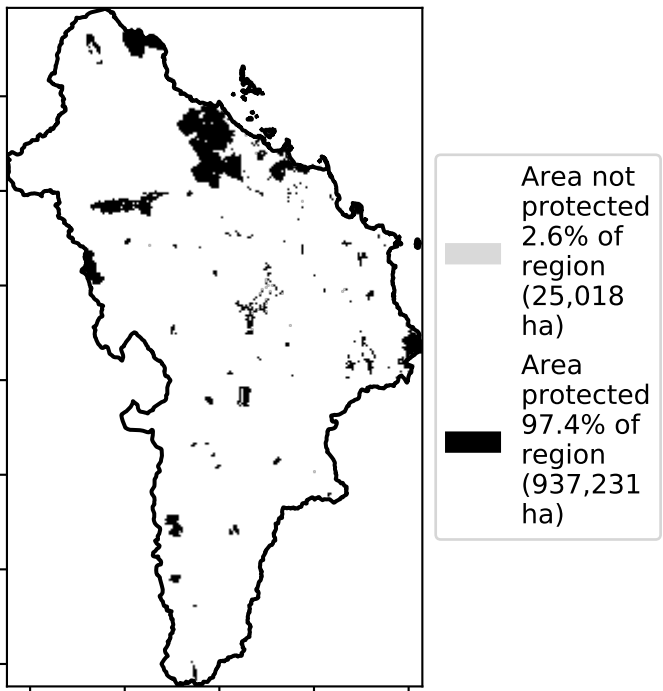 Area not
protected
2.6% of
region
(25,018
ha)
Area
protected
97.4% of
region
(937,231
ha)